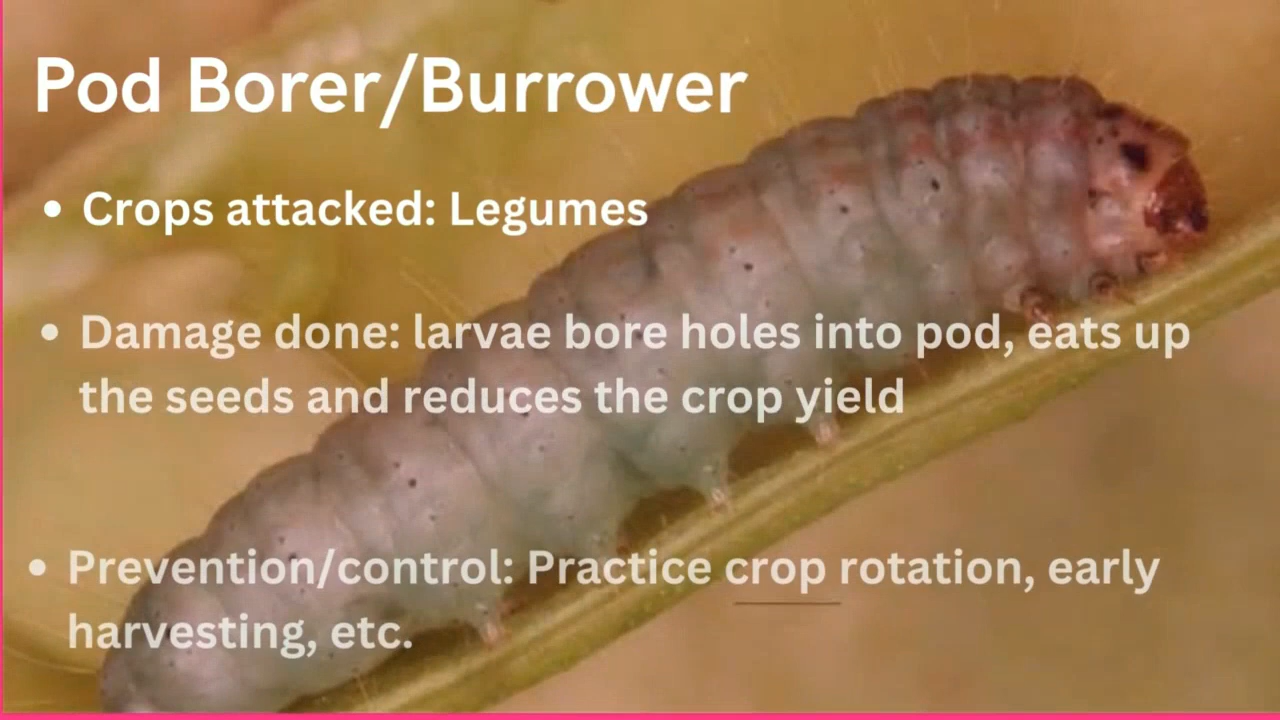 Pod Borer/Burrower
• Crops attacked: Legumes
• Damage done: larvae bore holes into pod, eats up
the seeds and reduces the crop yield
• Prevention/control: Practice crop rotation, early
harvesting, etc.